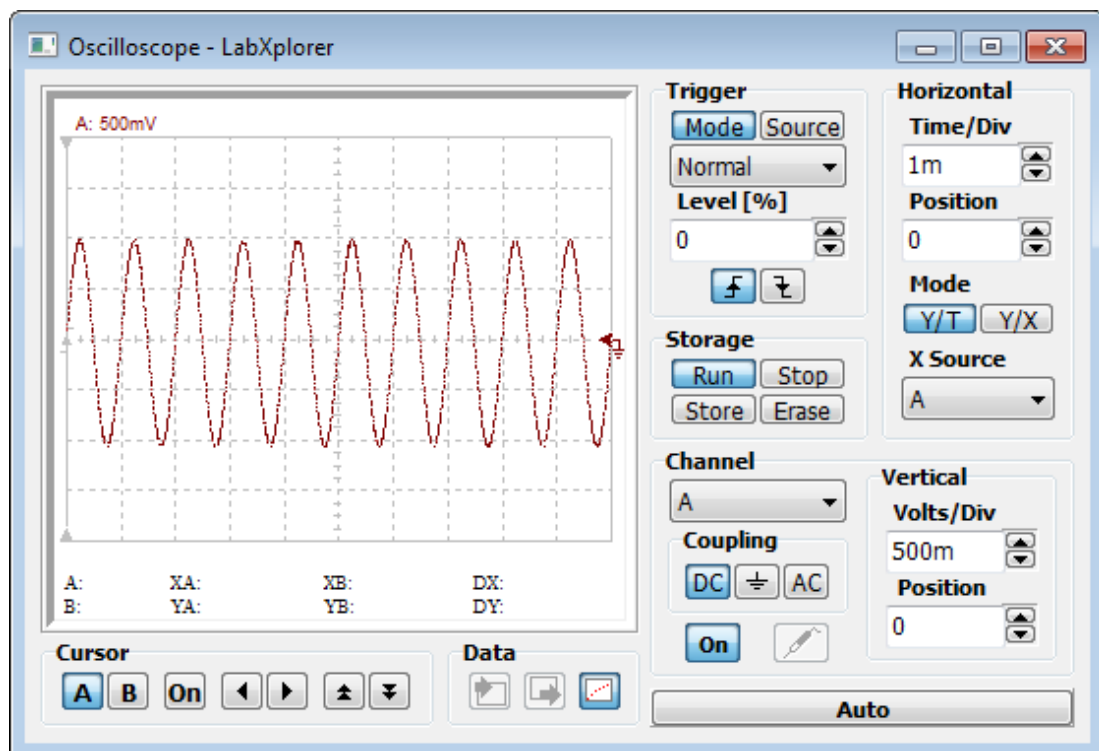 Oscilloscope - LabXplorer
A: 500mV
A: XA: XB: DX:
B: YA: YB: DY:
Cursor
A B On
Data
Trigger
Mode Source
Normal
Level [%]
0
Storage
Run Stop
Store Erase
Horizontal
Time/Div
1m
Position
0
Mode
Y/T Y/X
X Source
A
Channel
A
Coupling
DC AC
On
Vertical
Volts/Div
500m
Position
0
Auto